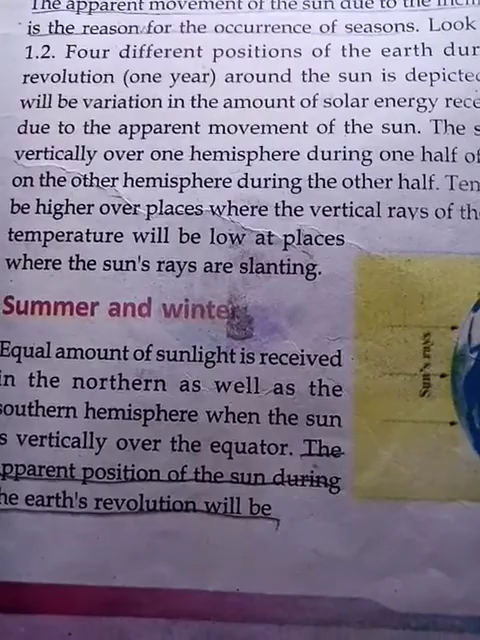 The apparent movement of the sun due to the
is the reason for the occurrence of seasons. Look
1.2. Four different positions of the earth dur
revolution (one year) around the sun is depicted
will be variation in the amount of solar energy rece
due to the apparent movement of the sun. The s
vertically over one hemisphere during one half of
on the other hemisphere during the other half. Tem
be higher over places where the vertical rays of th
temperature will be low at places
where the sun's rays are slanting.
Summer and winter
Equal amount of sunlight is received
in the northern as well as the
southern hemisphere when the sun
s vertically over the equator. The
pparent position of the sun during
he earth's revolution will be
Sun's rays